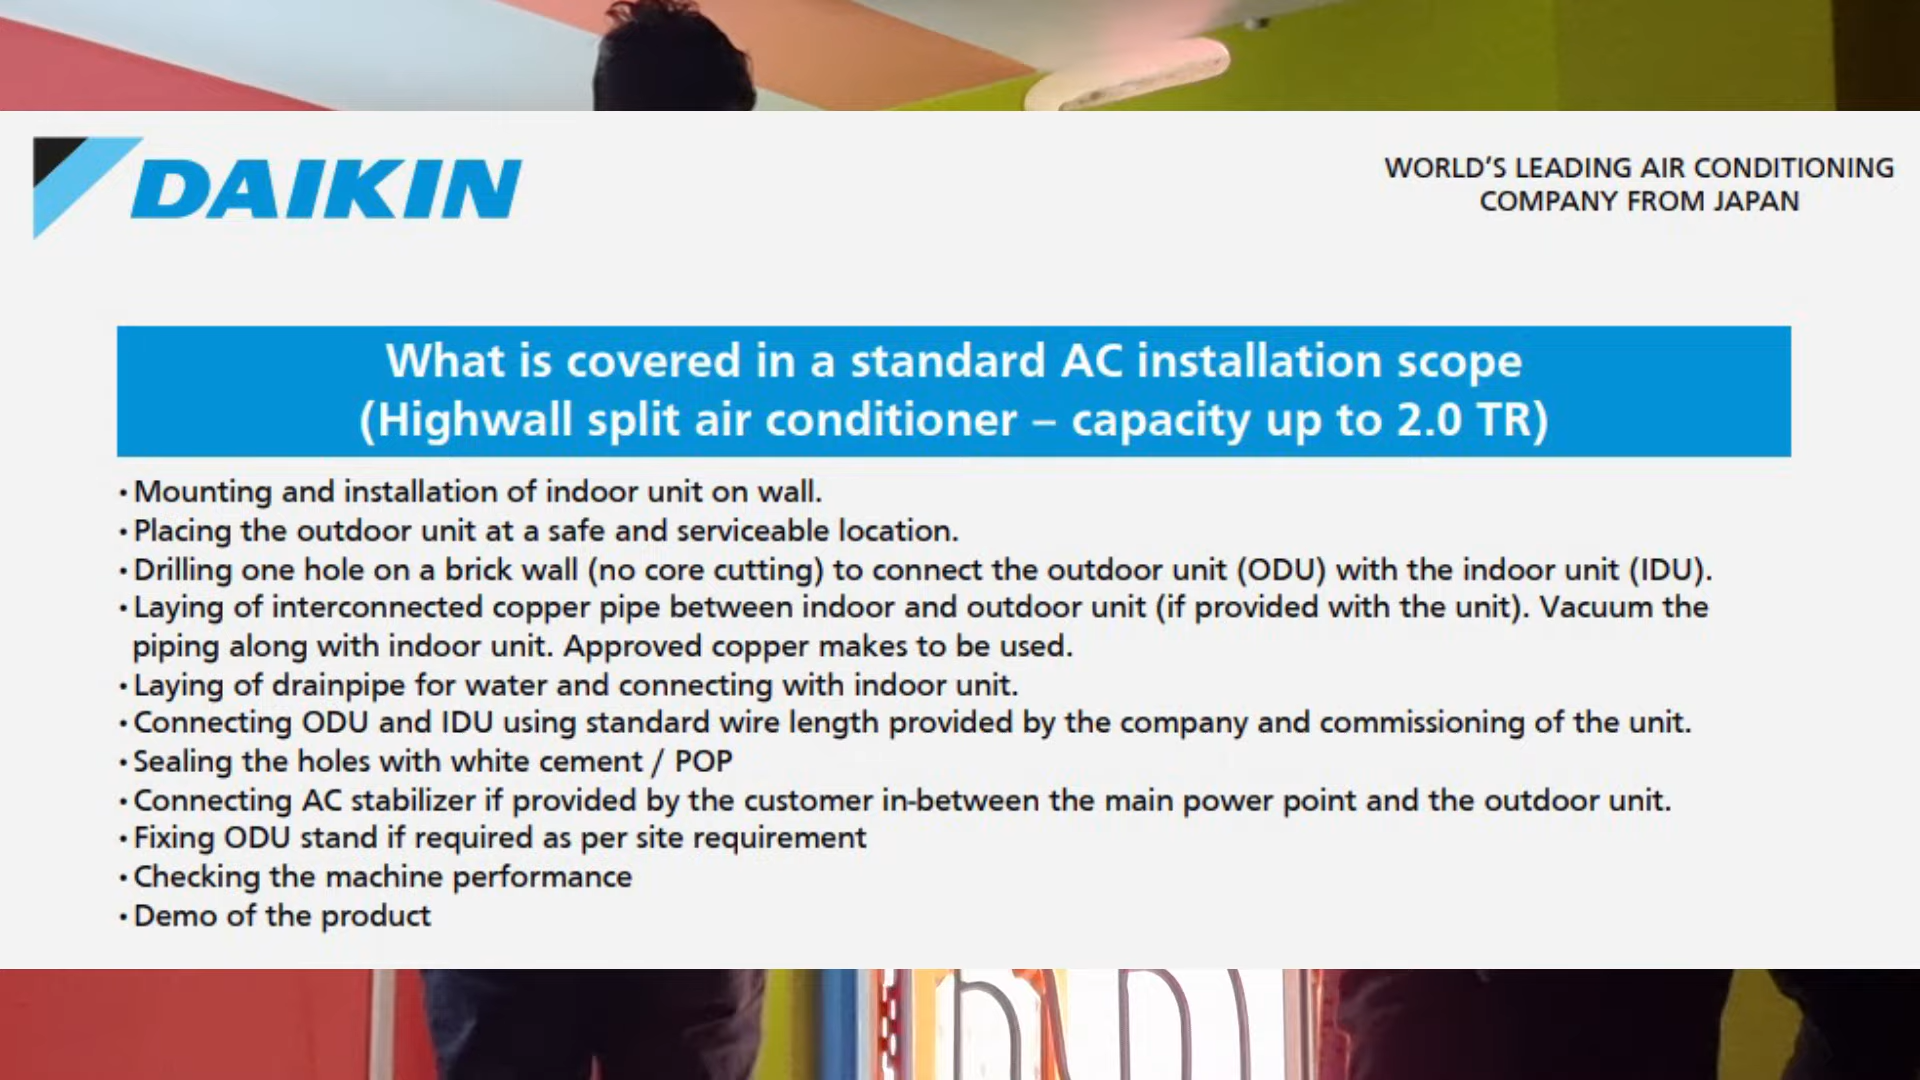 DAIKIN
WORLD'S LEADING AIR CONDITIONING
COMPANY FROM JAPAN
What is covered in a standard AC installation scope
(Highwall split air conditioner – capacity up to 2.0 TR)
• Mounting and installation of indoor unit on wall.
• Placing the outdoor unit at a safe and serviceable location.
• Drilling one hole on a brick wall (no core cutting) to connect the outdoor unit (ODU) with the indoor unit (IDU).
• Laying of interconnected copper pipe between indoor and outdoor unit (if provided with the unit). Vacuum the
piping along with indoor unit. Approved copper makes to be used.
• Laying of drainpipe for water and connecting with indoor unit.
• Connecting ODU and IDU using standard wire length provided by the company and commissioning of the unit.
• Sealing the holes with white cement / POP
• Connecting AC stabilizer if provided by the customer in-between the main power point and the outdoor unit.
• Fixing ODU stand if required as per site requirement
• Checking the machine performance
• Demo of the product